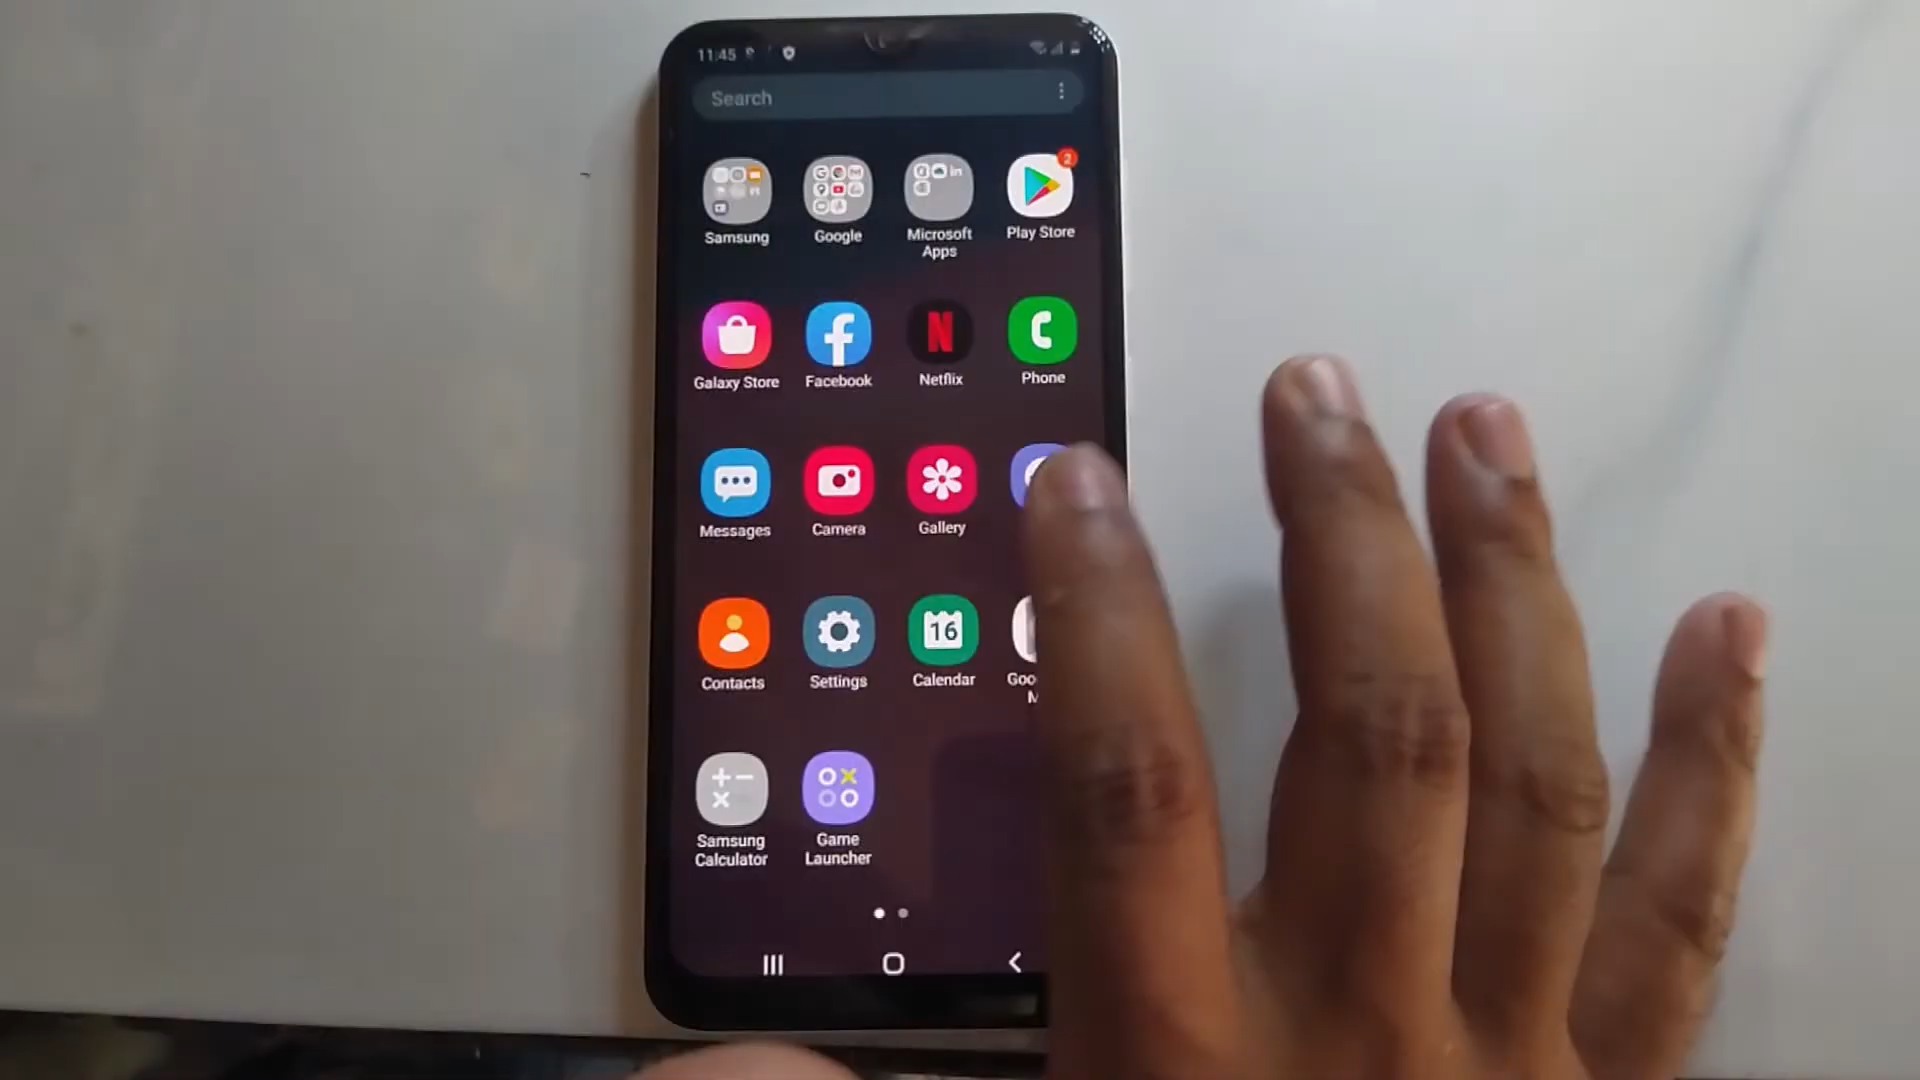 11:45
Search
2
Samsung
Google
Microsoft
Apps
Play Store
Galaxy Store
Facebook
Netflix
Phone
Messages
Camera
Gallery
Contacts
Settings
16
Calendar
Samsung
Calculator
Game
Launcher